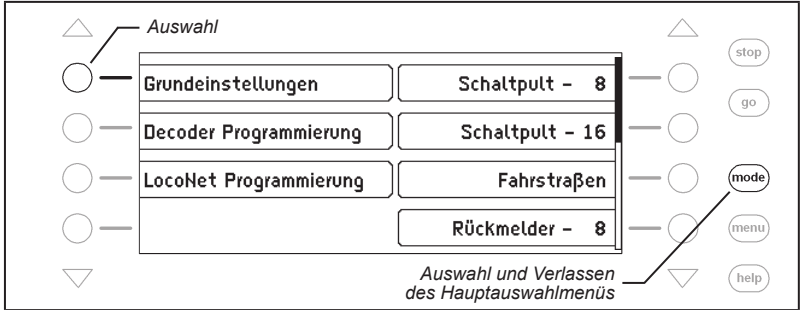 Auswahl
stop
Grundeinstellungen
Schaltpult - 8
go
Decoder Programmierung
Schaltpult - 16
LocoNet Programmierung
Fahrstraßen
mode
Rückmelder - 8
menu
Auswahl und Verlassen
des Hauptauswahlmenüs
help